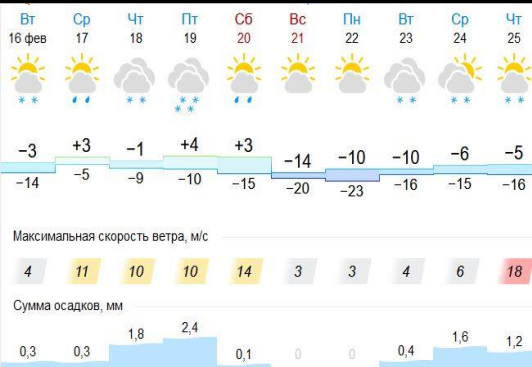 Вт Ср Чт Пт Сб Вс Пн Вт Ср Чт
16 фев 17 18 19 20 21 22 23 24 25
−3 +3 −1 +4 +3 −14 −10 −10 −6 −5
−14 −5 −9 −10 −15 −20 −23 −16 −15 −16
Максимальная скорость ветра, м/с
4 11 10 10 14 3 3 4 6 18
Сумма осадков, мм
0,3 0,3 1,8 2,4 0,1 0 0 0,4 1,6 1,2